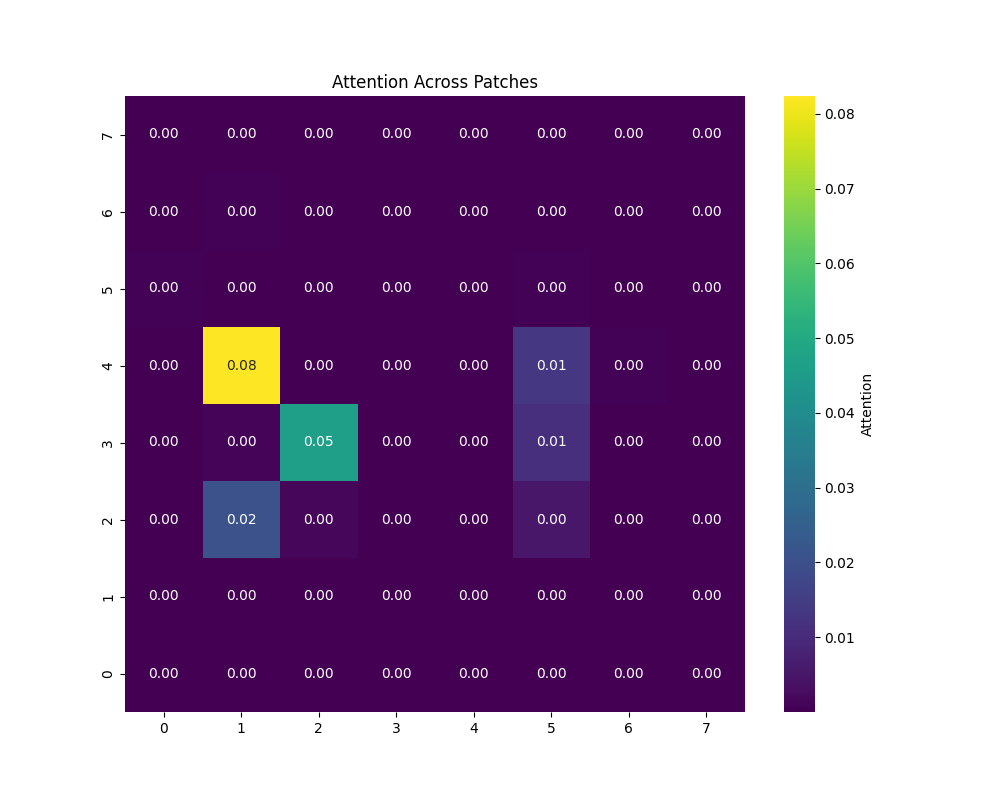 Attention Across Patches
7 0.00 0.00 0.00 0.00 0.00 0.00 0.00 0.00
6 0.00 0.00 0.00 0.00 0.00 0.00 0.00 0.00
5 0.00 0.00 0.00 0.00 0.00 0.00 0.00 0.00
4 0.00 0.08 0.00 0.00 0.00 0.01 0.00 0.00
3 0.00 0.00 0.05 0.00 0.00 0.01 0.00 0.00
2 0.00 0.02 0.00 0.00 0.00 0.00 0.00 0.00
1 0.00 0.00 0.00 0.00 0.00 0.00 0.00 0.00
0 0.00 0.00 0.00 0.00 0.00 0.00 0.00 0.00
0 1 2 3 4 5 6 7
0.08
0.07
0.06
0.05
0.04
0.03
0.02
0.01
Attention